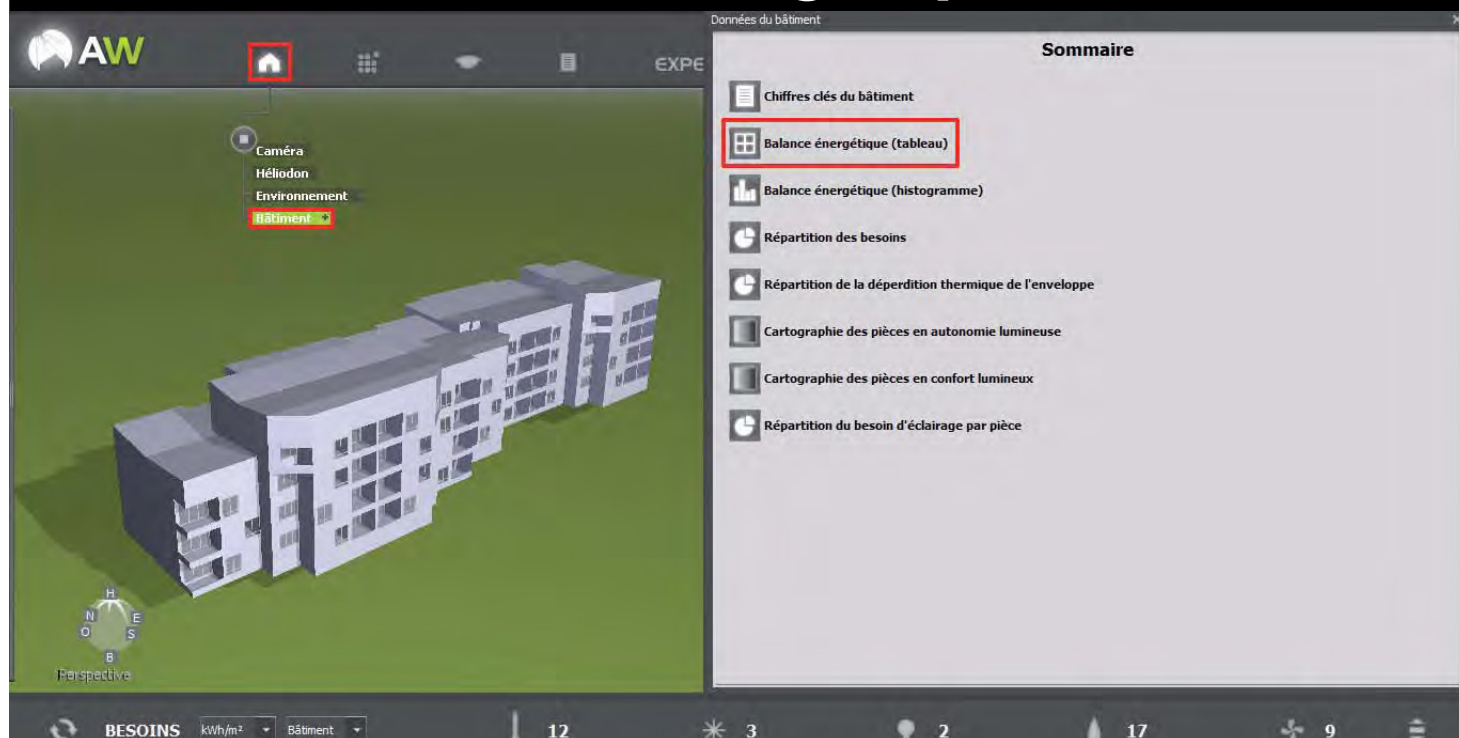 Données du bâtiment
AW
EXPE
Sommaire
Chiffres clés du bâtiment
Balance énergétique (tableau)
Balance énergétique (histogramme)
Répartition des besoins
Répartition de la déperdition thermique de l'enveloppe
Cartographie des pièces en autonomie lumineuse
Cartographie des pièces en confort lumineux
Répartition du besoin d'éclairage par pièce
Caméra
Héliodon
Environnement
Bâtiment +
H
N E
O S
B
Perspective
BESOINS kWh/m² Bâtiment 12 3 2 17 9